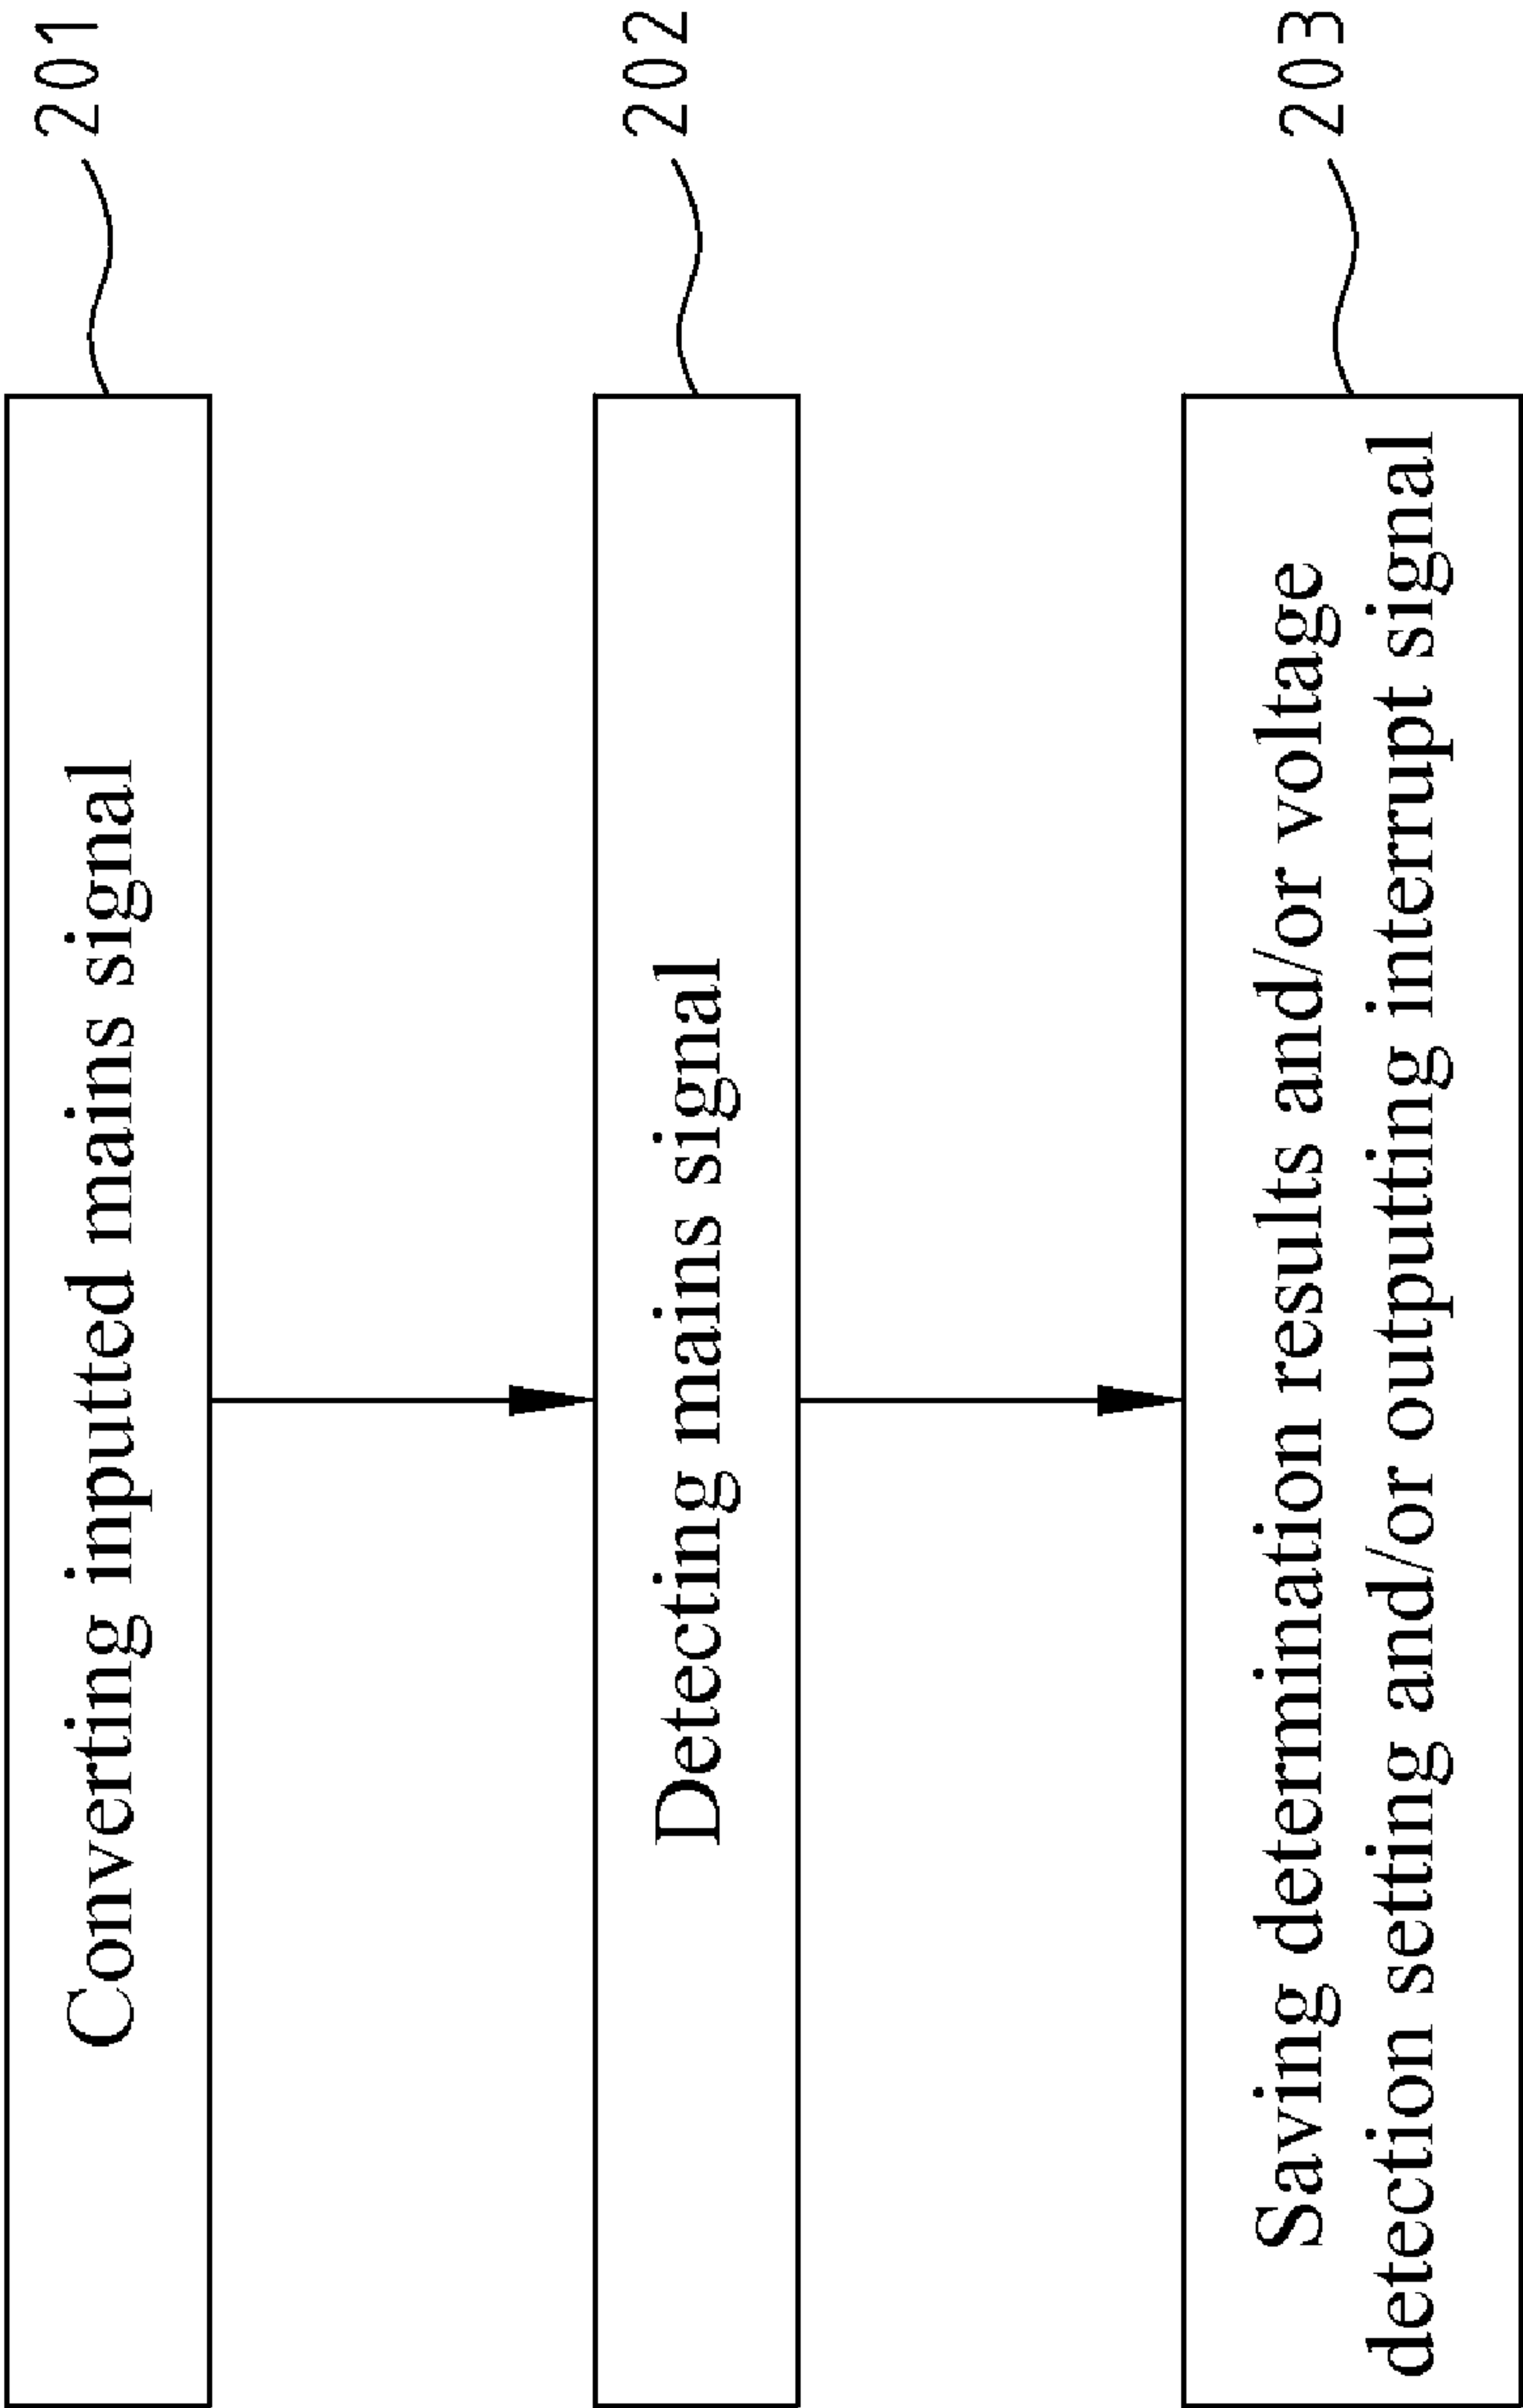 Converting inputted mains signal
201
Detecting mains signal
202
Saving determination results and/or voltage
detection setting and/or outputting interrupt signal
203